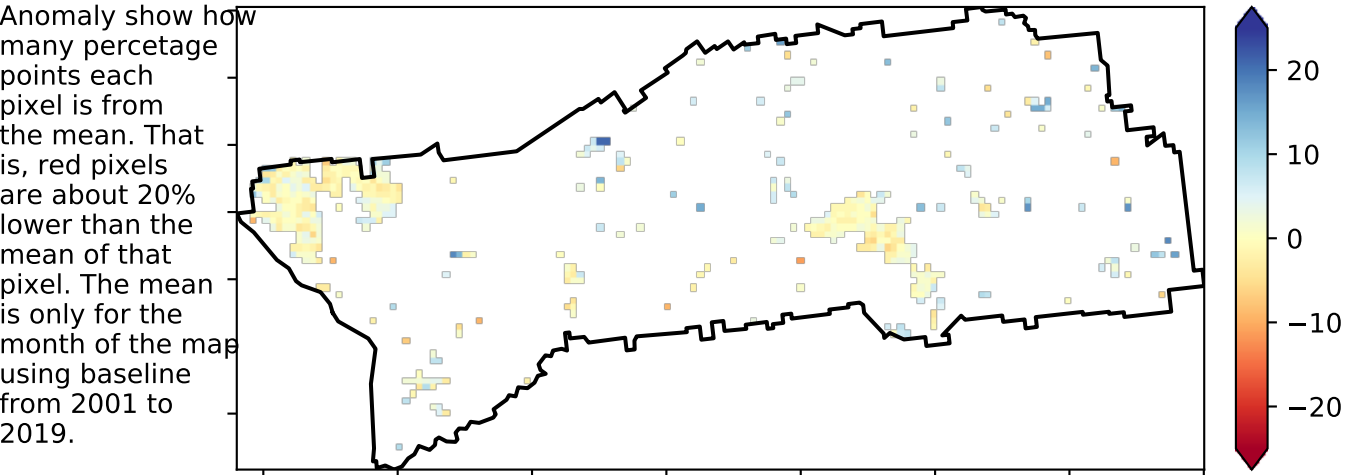 Anomaly show how
many percetage
points each
pixel is from
the mean. That
is, red pixels
are about 20%
lower than the
mean of that
pixel. The mean
is only for the
month of the map
using baseline
from 2001 to
2019.
20
10
0
−10
−20